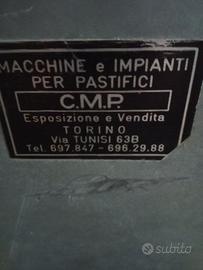 MACCHINE e IMPIANTI
PER PASTIFICI
C.M.P.
Esposizione e Vendita
TORINO
Via TUNISI 63B
Tel. 697.847 - 696.29.88
subito